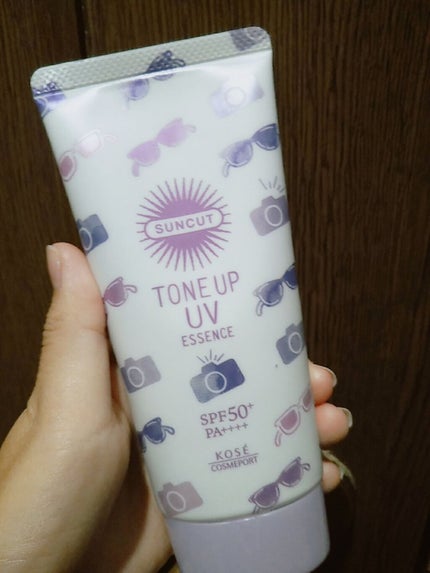 SUNCUT
TONE UP
UV
ESSENCE
SPF50+
PA++++
KOSÉ
COSMEPORT